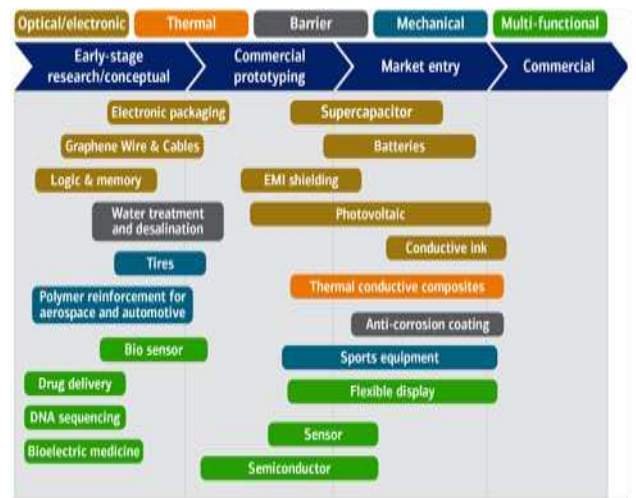 Optical/electronic
Thermal
Barrier
Mechanical
Multi-functional
Early-stage
research/conceptual
Commercial
prototyping
Market entry
Commercial
Electronic packaging
Supercapacitor
Graphene Wire & Cables
Batteries
Logic & memory
EMI shielding
Water treatment
and desalination
Photovoltaic
Conductive ink
Tires
Thermal conductive composites
Polymer reinforcement for
aerospace and automotive
Anti-corrosion coating
Bio sensor
Sports equipment
Drug delivery
Flexible display
DNA sequencing
Sensor
Bioelectric medicine
Semiconductor